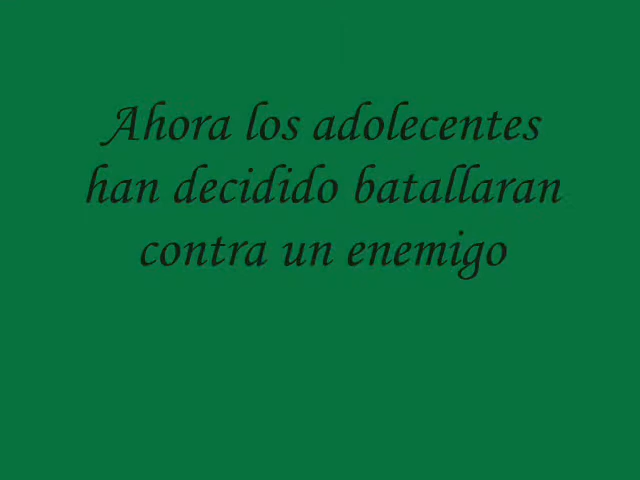 Ahora los adolecentes
han decidido batallaran
contra un enemigo